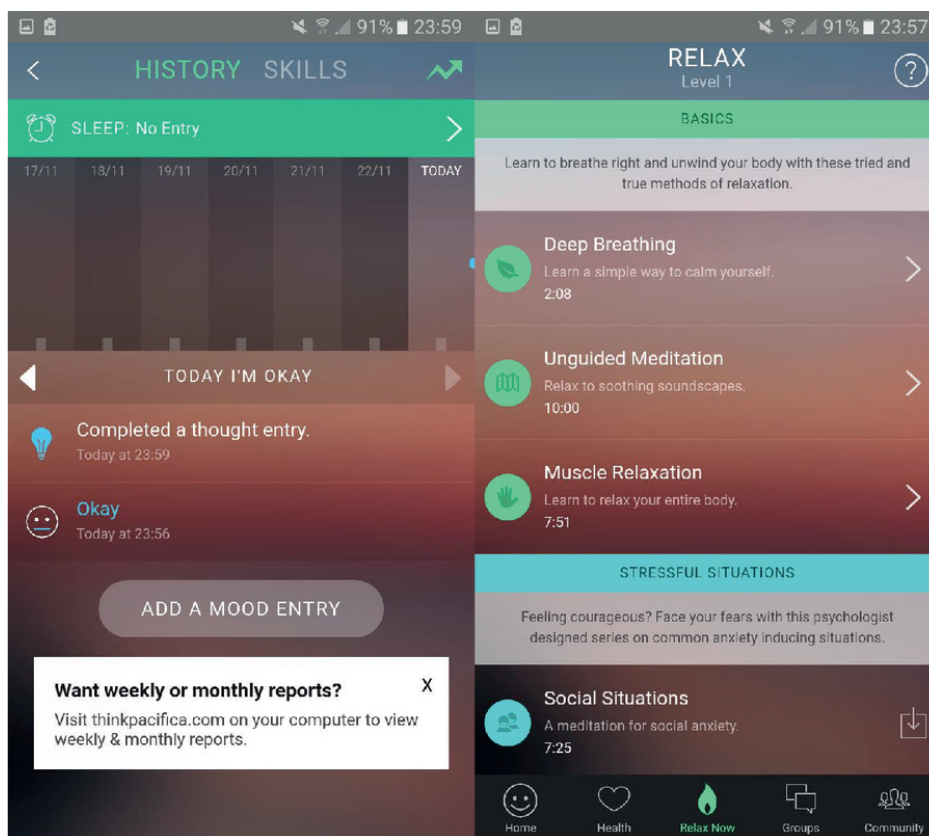 91% 23:59
HISTORY SKILLS
SLEEP: No Entry
17/11 18/11 19/11 20/11 21/11 22/11 TODAY
TODAY I'M OKAY
Completed a thought entry.
Today at 23:59
Okay
Today at 23:56
ADD A MOOD ENTRY
Want weekly or monthly reports? X
Visit thinkpacifica.com on your computer to view
weekly & monthly reports.
91% 23:57
RELAX
Level 1
?
BASICS
Learn to breathe right and unwind your body with these tried and
true methods of relaxation.
Deep Breathing
Learn a simple way to calm yourself.
2:08
Unguided Meditation
Relax to soothing soundscapes.
10:00
Muscle Relaxation
Learn to relax your entire body.
7:51
STRESSFUL SITUATIONS
Feeling courageous? Face your fears with this psychologist
designed series on common anxiety inducing situations.
Social Situations
A meditation for social anxiety.
7:25
Home Health Relax Now Groups Community